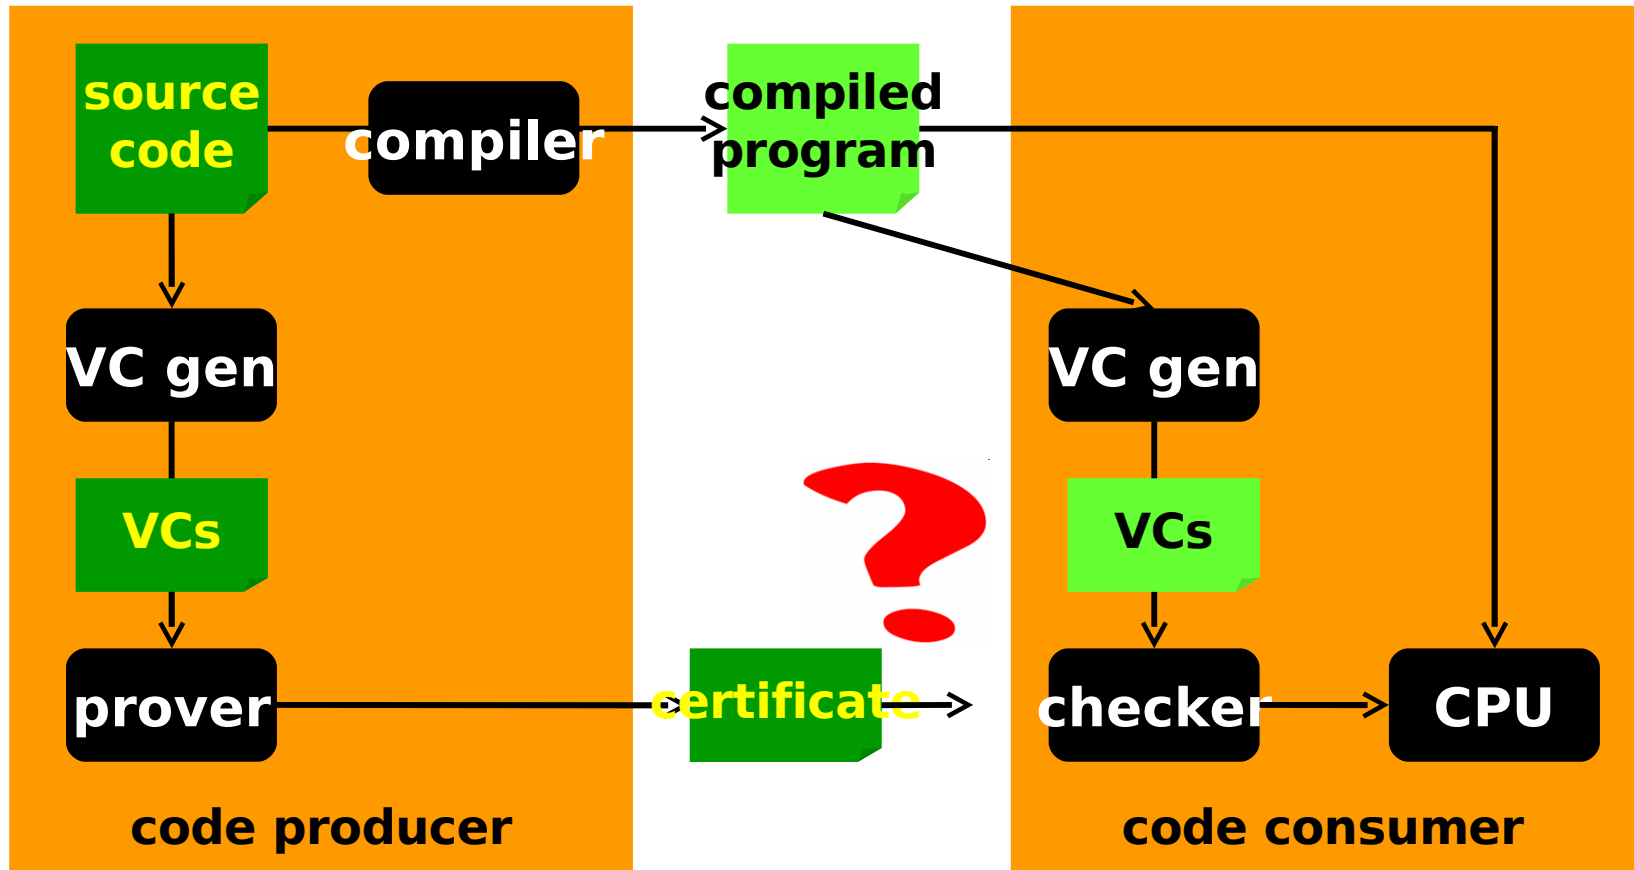 source
code
compiler
compiled
program
VC gen
VC gen
VCs
VCs
?
prover
certificate
checker
CPU
code producer
code consumer